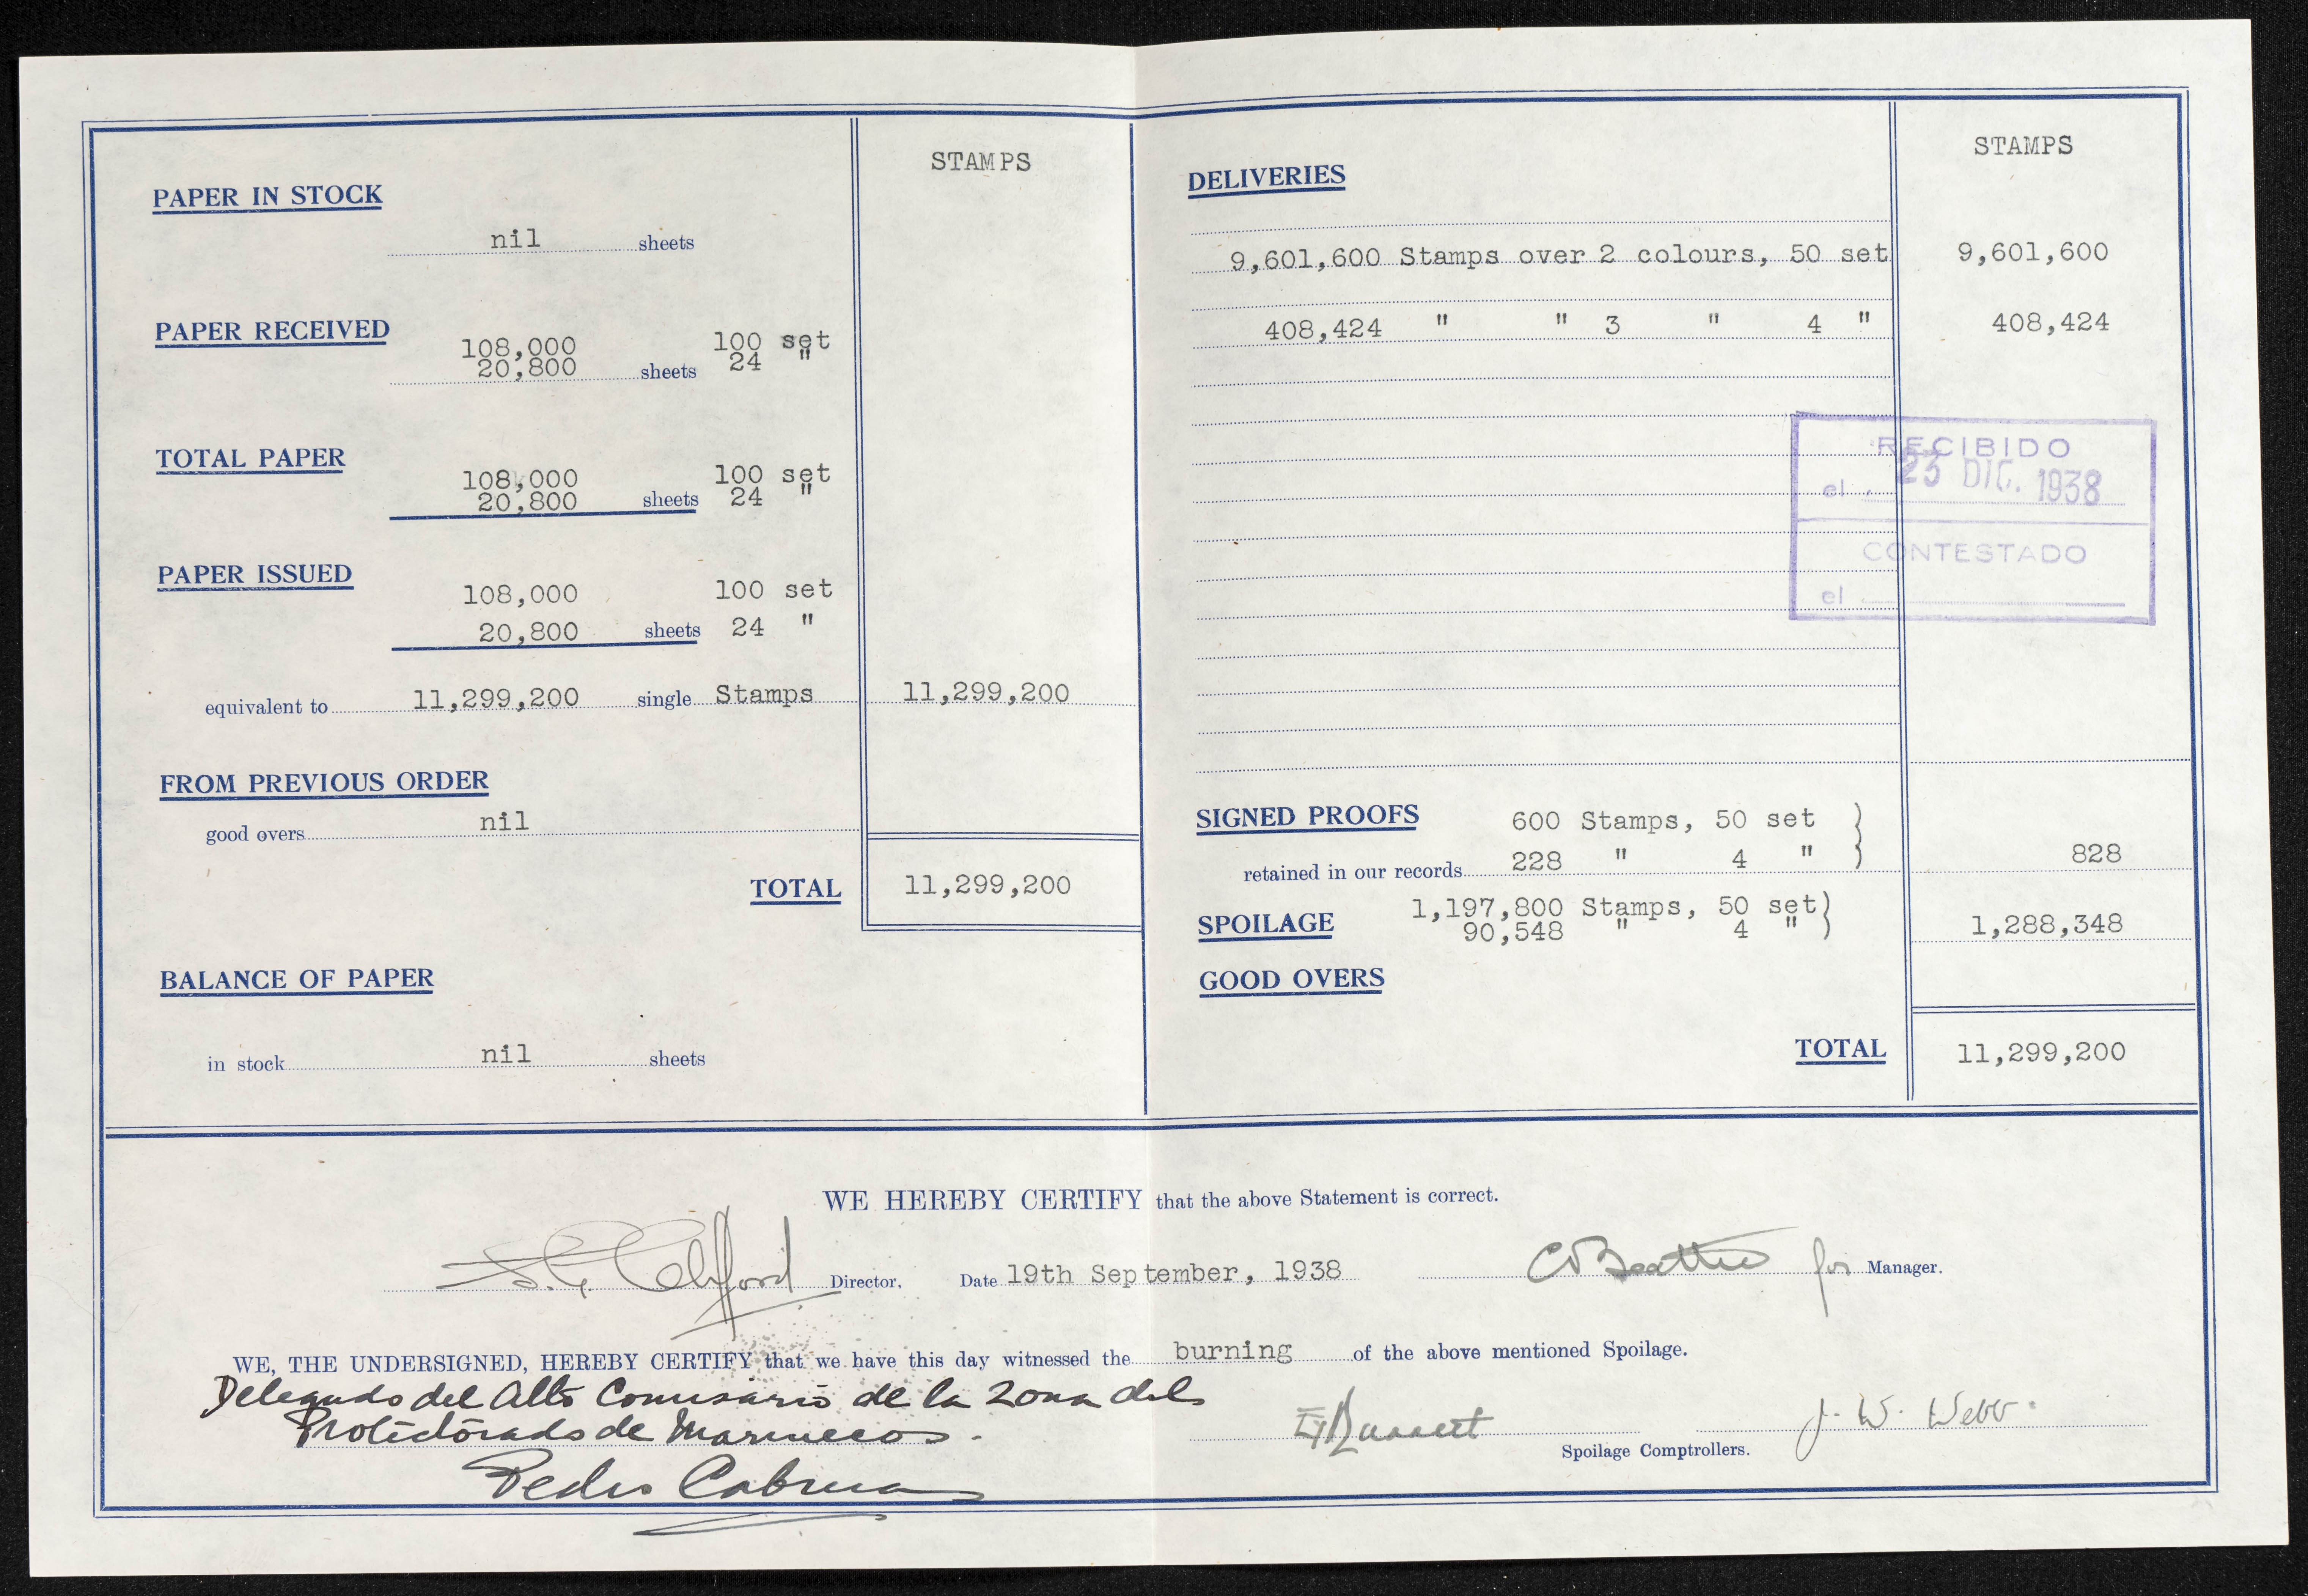 STAMPS
PAPER IN STOCK
nil sheets
PAPER RECEIVED
108,000 100 set
20,800 sheets 24 "
TOTAL PAPER
108,000 100 set
20,800 sheets 24 "
PAPER ISSUED
108,000 100 set
20,800 sheets 24 "
equivalent to 11,299,200 single Stamps 11,299,200
FROM PREVIOUS ORDER
good overs nil
TOTAL 11,299,200
BALANCE OF PAPER
in stock nil sheets
STAMPS
DELIVERIES
9,601,600 Stamps over 2 colours, 50 set 9,601,600
408,424 " " 3 " 4 " 408,424
RECIBIDO
el 23 DIC. 1938
CONTESTADO
el
SIGNED PROOFS 600 Stamps, 50 set
retained in our records 228 " 4 " 828
SPOILAGE 1,197,800 Stamps, 50 set
90,548 " 4 " 1,288,348
GOOD OVERS
TOTAL 11,299,200
WE HEREBY CERTIFY that the above Statement is correct.
Clifford Director. Date 19th September, 1938 Beattie for Manager.
WE, THE UNDERSIGNED, HEREBY CERTIFY that we have this day witnessed the burning of the above mentioned Spoilage.
Delegado del Alto Comisario de la Zona del
Protectorado de Marruecos.
J. W. Webb
Spoilage Comptrollers.
Pedro Cabrera